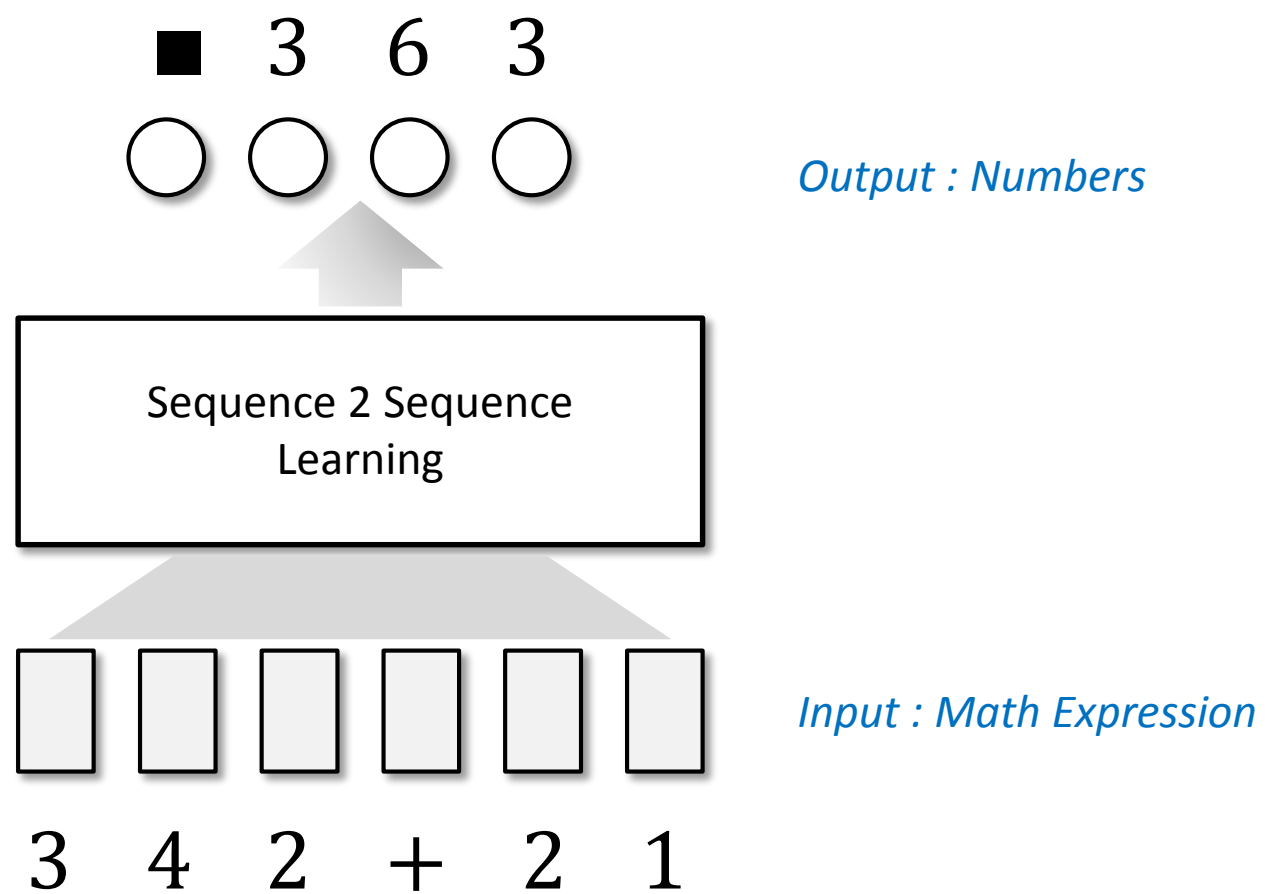 ■ 3 6 3
Output : Numbers
Sequence 2 Sequence
Learning
Input : Math Expression
3 4 2 + 2 1